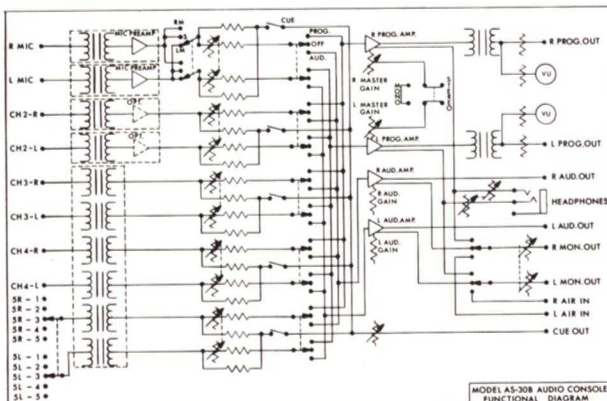 RM
S
LM
CUE
MIC PREAMP
R MIC
MIC PREAMP
L MIC
OPT.
CH2-R
OPT.
CH2-L
CH3-R
CH3-L
CH4-R
CH4-L
5R - 1
5R - 2
5R - 3
5R - 4
5R - 5
5L - 1
5L - 2
5L - 3
5L - 4
5L - 5
PROG.
OFF
AUD.
R PROG. AMP.
R MASTER
GAIN
L MASTER
GAIN
MONO
STEREO
L PROG. AMP.
R AUD. AMP.
R AUD.
GAIN
L AUD. AMP.
L AUD.
GAIN
R PROG. OUT
VU
VU
L PROG. OUT
R AUD. OUT
HEADPHONES
L AUD. OUT
R MON. OUT
L MON. OUT
R AIR IN
L AIR IN
CUE OUT
MODEL AS-30B AUDIO CONSOLE
FUNCTIONAL DIAGRAM